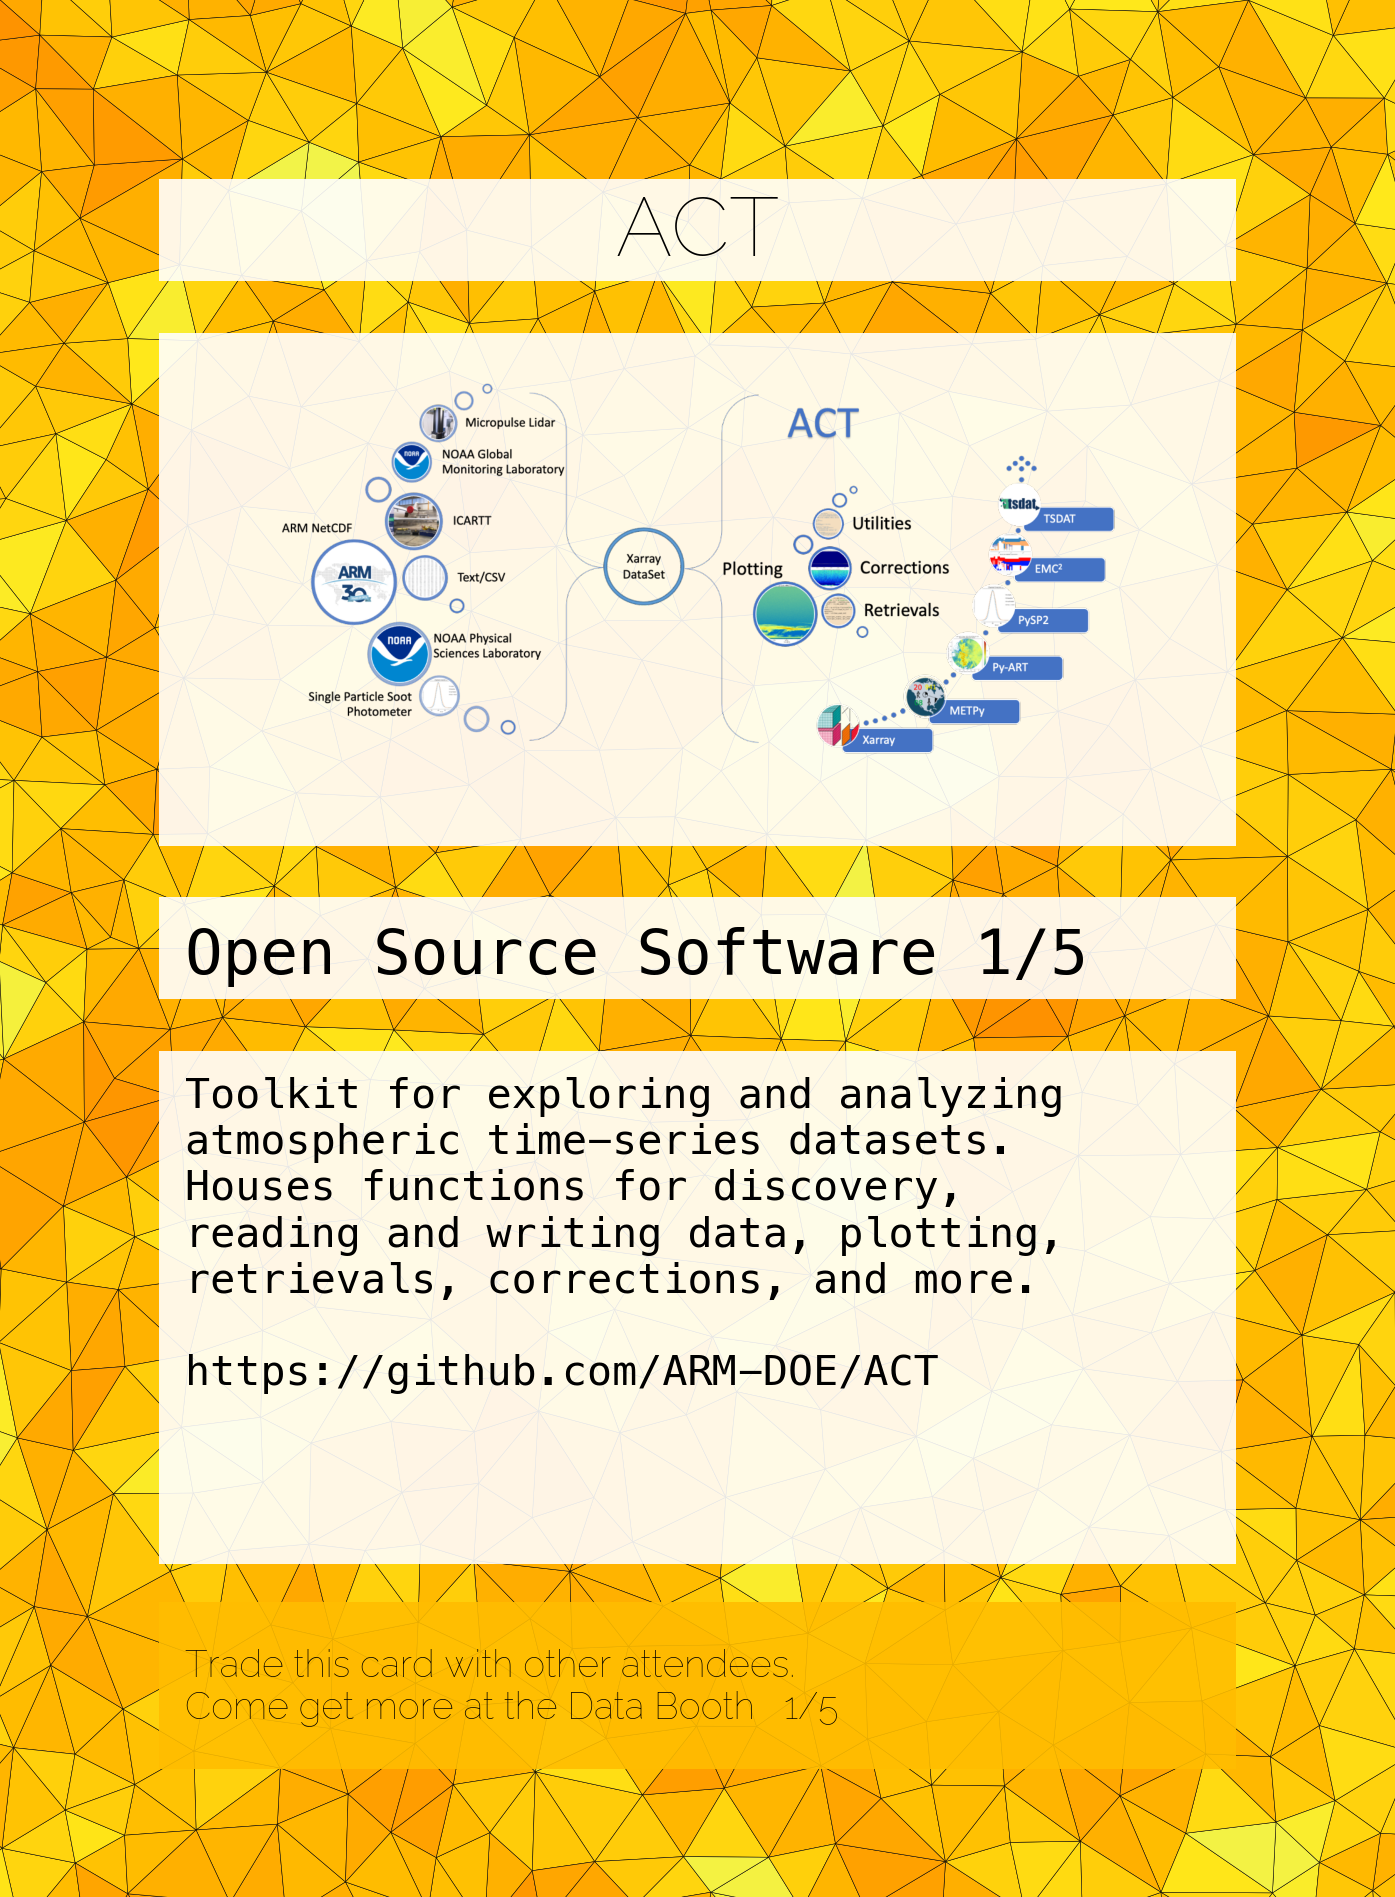 ACT
Micropulse Lidar
NOAA Global
Monitoring Laboratory
ICARTT
ARM NetCDF
ARM
30
Text/CSV
NOAA
NOAA
NOAA Physical
Sciences Laboratory
Single Particle Soot
Photometer
Xarray
DataSet
ACT
Utilities
Plotting
Corrections
Retrievals
tsdat
TSDAT
EMC²
PySP2
Py-ART
20
METPy
Xarray
Open Source Software 1/5
Toolkit for exploring and analyzing
atmospheric time-series datasets.
Houses functions for discovery,
reading and writing data, plotting,
retrievals, corrections, and more.
https://github.com/ARM-DOE/ACT
Trade this card with other attendees.
Come get more at the Data Booth 1/5